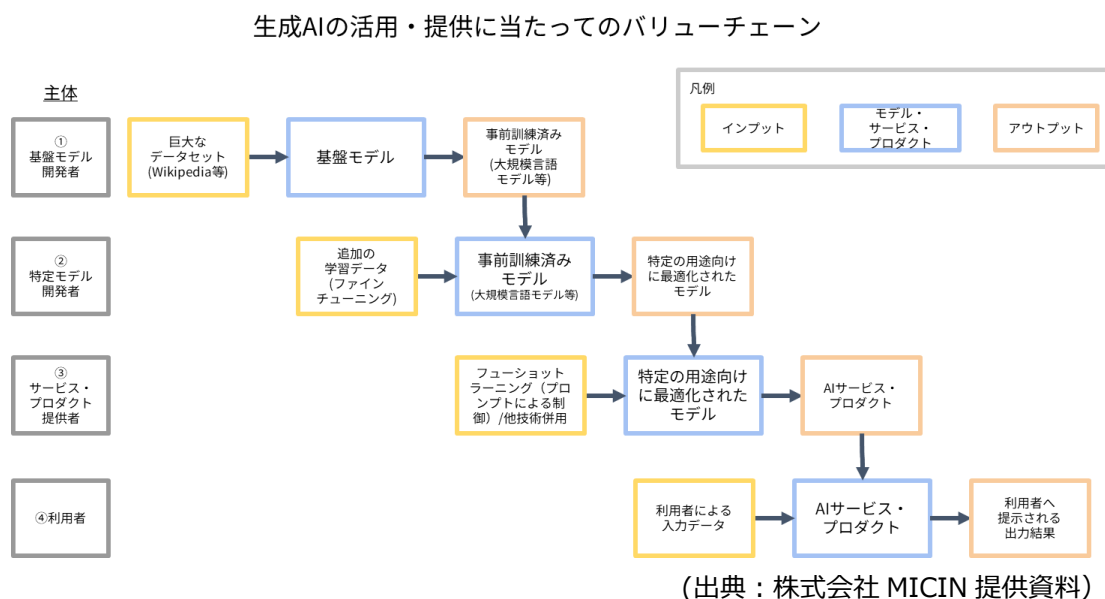 生成AIの活用・提供に当たってのバリューチェーン
凡例
インプット
モデル・
サービス・
プロダクト
アウトプット
主体
①
基盤モデル
開発者
巨大な
データセット
(Wikipedia等)
基盤モデル
事前訓練済み
モデル
(大規模言語
モデル等)
②
特定モデル
開発者
追加の
学習データ
(ファイン
チューニング)
事前訓練済み
モデル
(大規模言語モデル等)
特定の用途向け
に最適化された
モデル
③
サービス・
プロダクト
提供者
フューショット
ラーニング（プロ
ンプトによる制
御）/他技術併用
特定の用途向け
に最適化された
モデル
AIサービス・
プロダクト
④利用者
利用者による
入力データ
AIサービス・
プロダクト
利用者へ
提示される
出力結果
（出典：株式会社 MICIN 提供資料）